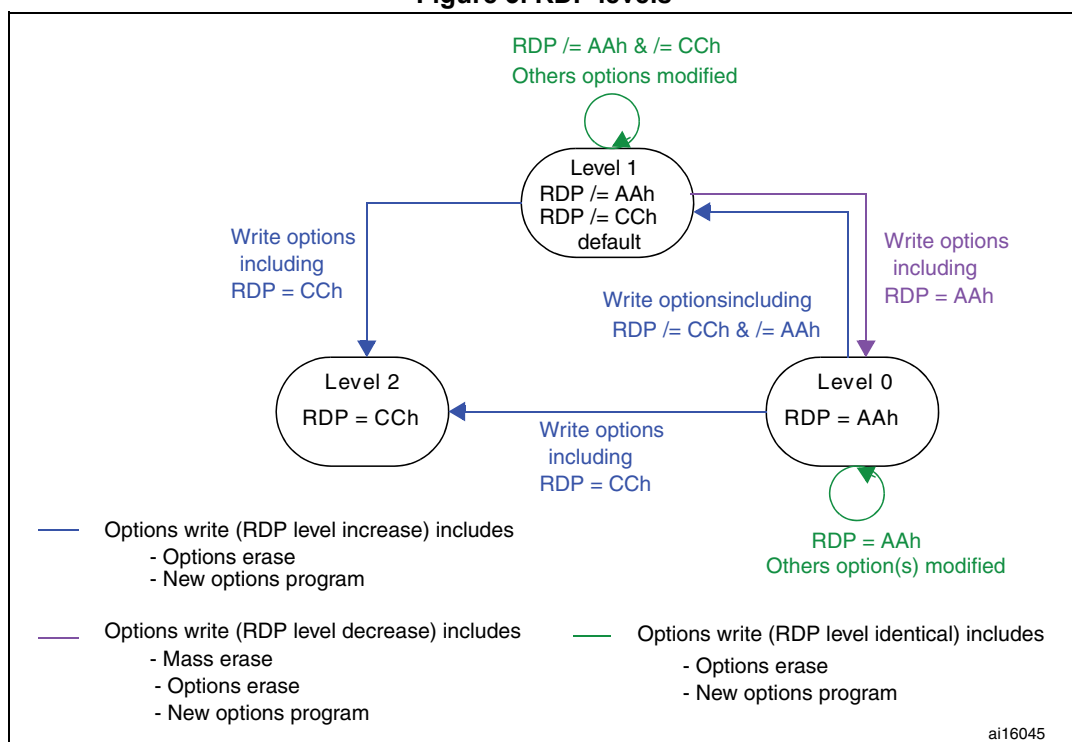 Figure 3. RDP levels
RDP /= AAh & /= CCh
Others options modified
Level 1
RDP /= AAh
RDP /= CCh
default
Write options
including
RDP = CCh
Write options
including
RDP = AAh
Write optionsincluding
RDP /= CCh & /= AAh
Level 2
RDP = CCh
Level 0
RDP = AAh
Write options
including
RDP = CCh
RDP = AAh
Others option(s) modified
Options write (RDP level increase) includes
- Options erase
- New options program
Options write (RDP level decrease) includes
- Mass erase
- Options erase
- New options program
Options write (RDP level identical) includes
- Options erase
- New options program
ai16045